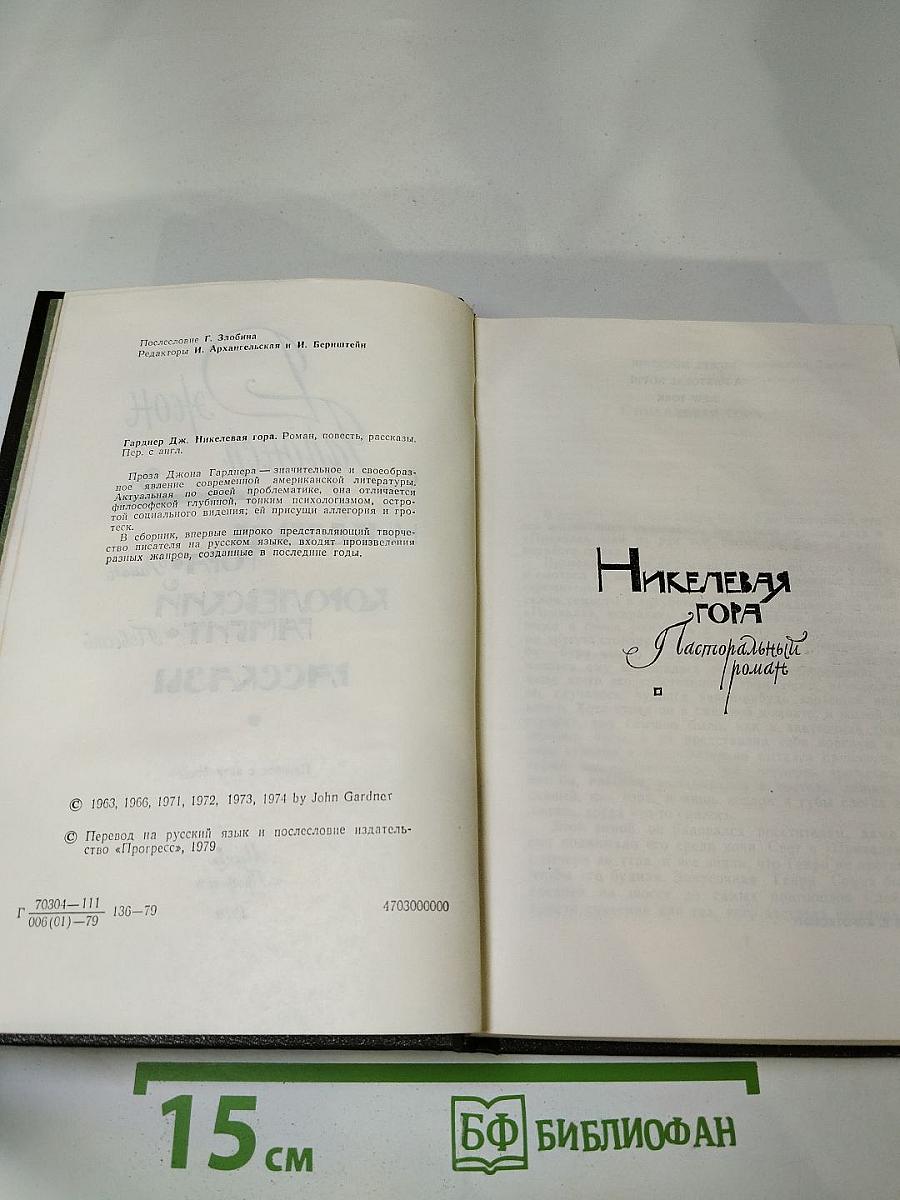 Послесловие Г. Злобина
Редакторы И. Архангельская и И. Бернштейн
Гарднер Дж. Никелевая гора. Роман, повесть, рассказы.
Пер. с англ.
Проза Джона Гарднера — значительное и своеобраз-
ное явление современной американской литературы.
Актуальная по своей проблематике, она отличается
философской глубиной, тонким психологизмом, остро-
той социального видения; ей присущи аллегория и гро-
теск.
В сборник, впервые широко представляющий творче-
ство писателя на русском языке, входят произведения
разных жанров, созданные в последние годы.
© 1963, 1966, 1971, 1972, 1973, 1974 by John Gardner
© Перевод на русский язык и послесловие издатель-
ство «Прогресс», 1979
Г 70304—111
006(01)—79 136—79
4703000000
Никелевая
гора
Пасторальный
роман
15 см
БФ БИБЛИОФАН